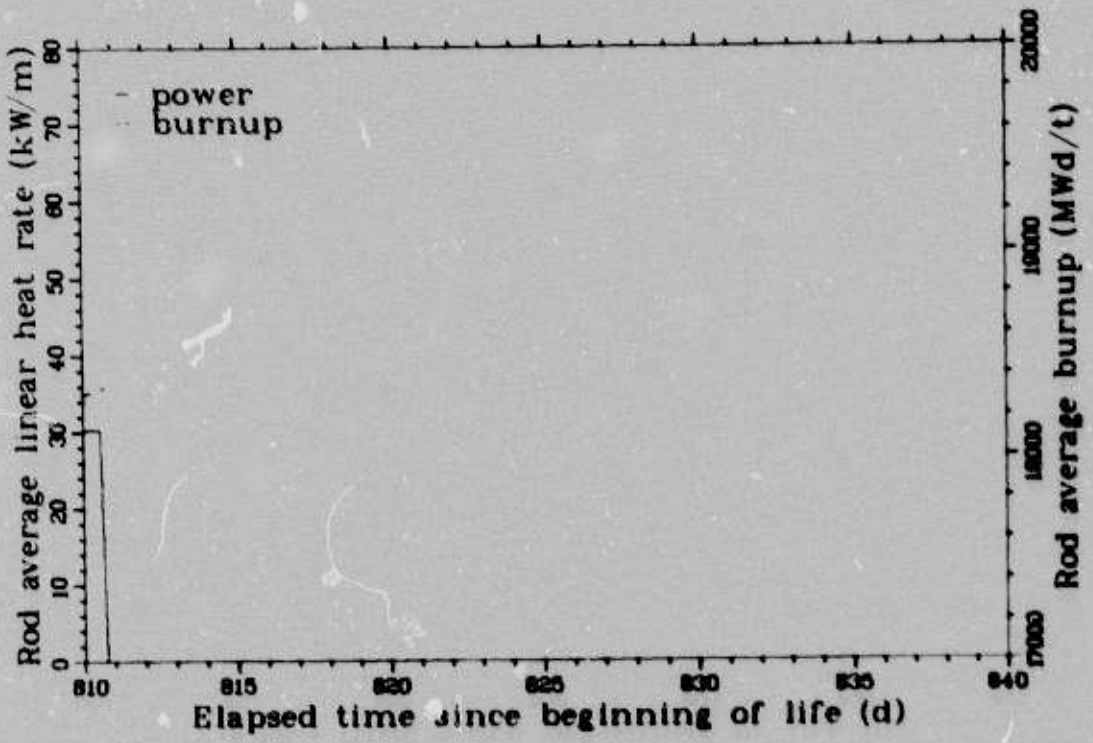 Rod average linear heat rate (kW/m)
80
70
60
50
40
30
20
10
0
power
burnup
20000
19000
18000
17000
Rod average burnup (MWd/t)
810 815 820 825 830 835 840
Elapsed time since beginning of life (d)